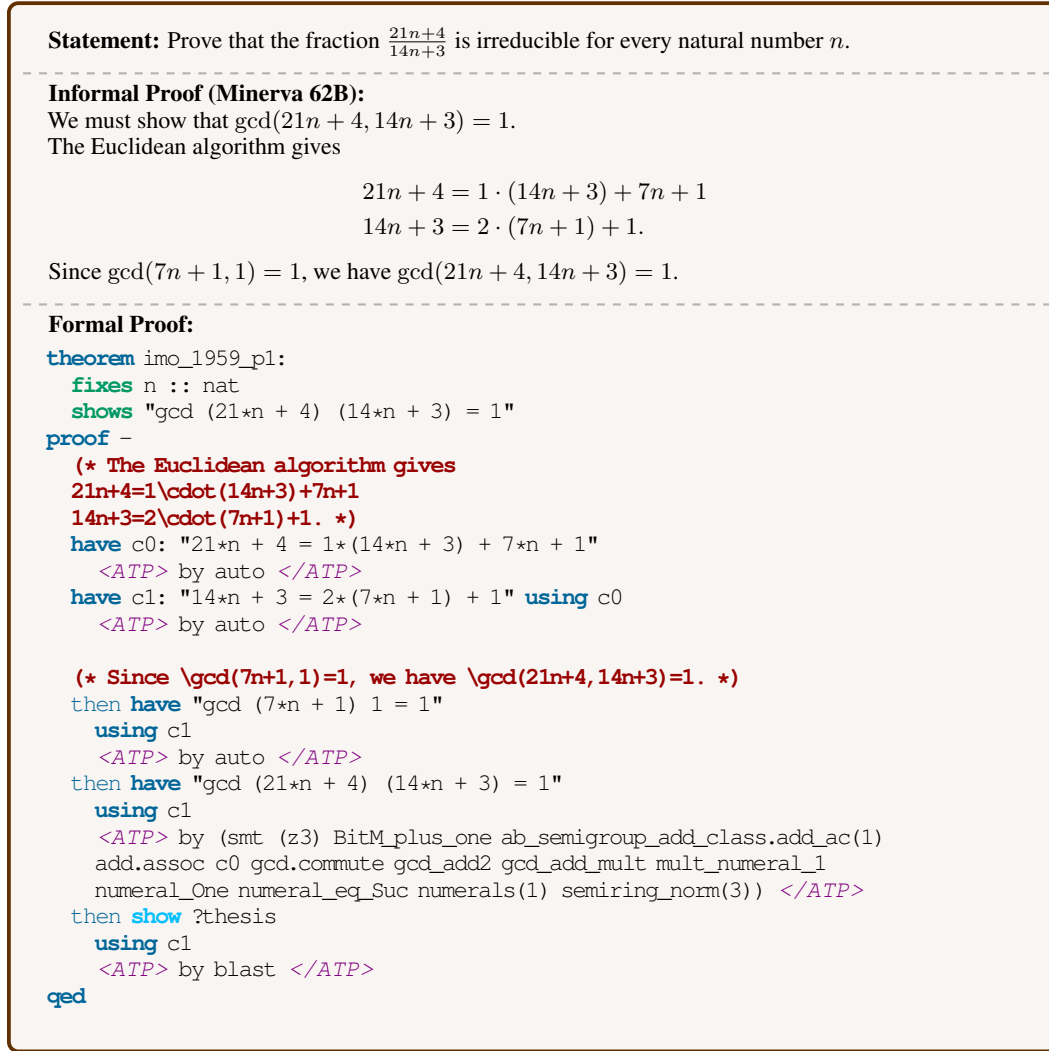 Statement: Prove that the fraction \frac{21n+4}{14n+3} is irreducible for every natural number n.
Informal Proof (Minerva 62B):
We must show that gcd(21n + 4, 14n + 3) = 1.
The Euclidean algorithm gives
21n + 4 = 1 · (14n + 3) + 7n + 1
14n + 3 = 2 · (7n + 1) + 1.
Since gcd(7n + 1, 1) = 1, we have gcd(21n + 4, 14n + 3) = 1.
Formal Proof:
theorem imo_1959_p1:
fixes n :: nat
shows "gcd (21*n + 4) (14*n + 3) = 1"
proof -
(* The Euclidean algorithm gives
21n+4=1\cdot(14n+3)+7n+1
14n+3=2\cdot(7n+1)+1. *)
have c0: "21*n + 4 = 1*(14*n + 3) + 7*n + 1"
<ATP> by auto </ATP>
have c1: "14*n + 3 = 2*(7*n + 1) + 1" using c0
<ATP> by auto </ATP>
(* Since \gcd(7n+1,1)=1, we have \gcd(21n+4,14n+3)=1. *)
then have "gcd (7*n + 1) 1 = 1"
using c1
<ATP> by auto </ATP>
then have "gcd (21*n + 4) (14*n + 3) = 1"
using c1
<ATP> by (smt (z3) BitM_plus_one ab_semigroup_add_class.add_ac(1)
add.assoc c0 gcd.commute gcd_add2 gcd_add_mult mult_numeral_1
numeral_One numeral_eq_Suc numerals(1) semiring_norm(3)) </ATP>
then show ?thesis
using c1
<ATP> by blast </ATP>
qed